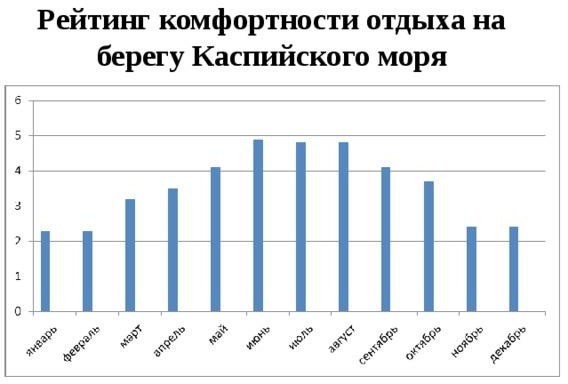 Рейтинг комфортности отдыха на
берегу Каспийского моря
6
5
4
3
2
1
0
январь
февраль
март
апрель
май
июнь
июль
август
сентябрь
октябрь
ноябрь
декабрь